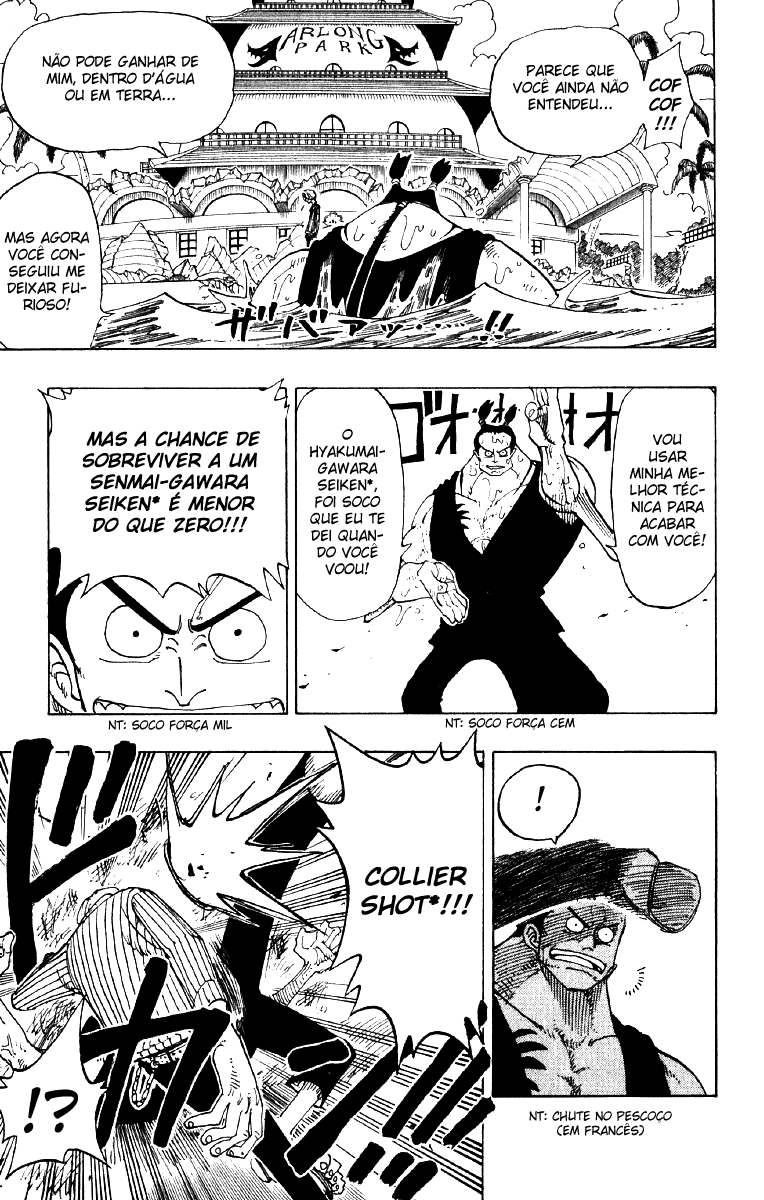 COF
COF
!!!
PARECE QUE
VOCÊ AINDA NÃO
ENTENDEU...
ARLONG
PARK
NÃO PODE GANHAR DE
MIM, DENTRO D'ÁGUA
OU EM TERRA...
MAS AGORA
VOCÊ CON-
SEGUIU ME
DEIXAR FU-
RIOSO!
ザバァッ...!!
MAS A CHANCE DE
SOBREVIVER A UM
SENMAI-GAWARA
SEIKEN* É MENOR
DO QUE ZERO!!!
NT: SOCO FORÇA MIL
VOU
USAR
MINHA ME-
LHOR TÉC-
NICA PARA
ACABAR
COM VOCÊ!
ゴオオオ
O
HYAKUMAI-
GAWARA
SEIKEN*,
FOI SOCO
QUE EU TE
DEI QUAN-
DO VOCÊ
VOOU!
NT: SOCO FORÇA CEM
!
NT: CHUTE NO PESCOÇO
(EM FRANCÊS)
COLLIER
SHOT*!!!
ドカ!!!
!?